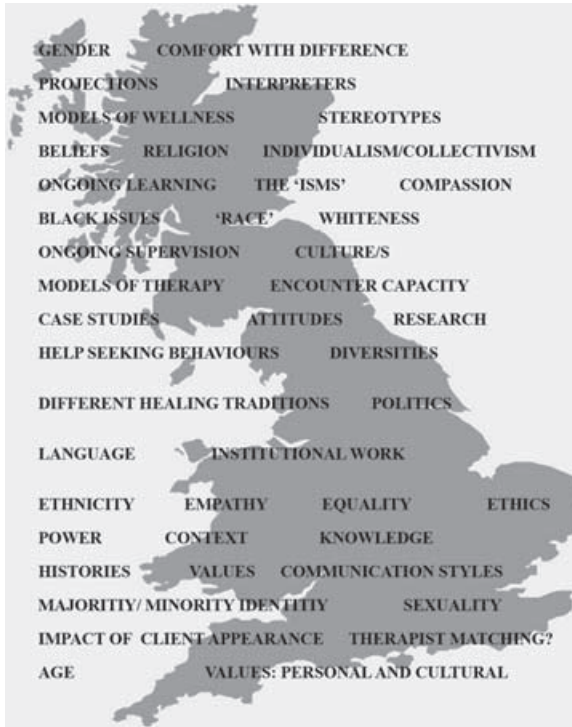 GENDER COMFORT WITH DIFFERENCE
PROJECTIONS INTERPRETERS
MODELS OF WELLNESS STEREOTYPES
BELIEFS RELIGION INDIVIDUALISM/COLLECTIVISM
ONGOING LEARNING THE ‘ISMS’ COMPASSION
BLACK ISSUES ‘RACE’ WHITENESS
ONGOING SUPERVISION CULTURE/S
MODELS OF THERAPY ENCOUNTER CAPACITY
CASE STUDIES ATTITUDES RESEARCH
HELP SEEKING BEHAVIOURS DIVERSITIES
DIFFERENT HEALING TRADITIONS POLITICS
LANGUAGE INSTITUTIONAL WORK
ETHNICITY EMPATHY EQUALITY ETHICS
POWER CONTEXT KNOWLEDGE
HISTORIES VALUES COMMUNICATION STYLES
MAJORITIY/ MINORITY IDENTITIY SEXUALITY
IMPACT OF CLIENT APPEARANCE THERAPIST MATCHING?
AGE VALUES: PERSONAL AND CULTURAL